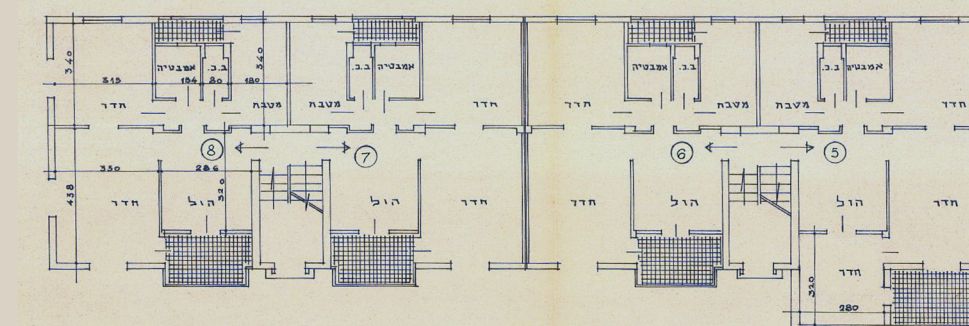 340
340
אמבטיה
ב.כ.
ב.כ.
אמבטיה
אמבטיה
ב.כ.
ב.כ.
אמבטיה
315
154
80
180
חדר
מטבח
מטבח
חדר
חדר
מטבח
מטבח
חדר
8
7
6
5
330
286
438
320
חדר
הול
הול
חדר
חדר
הול
הול
חדר
חדר
320
280